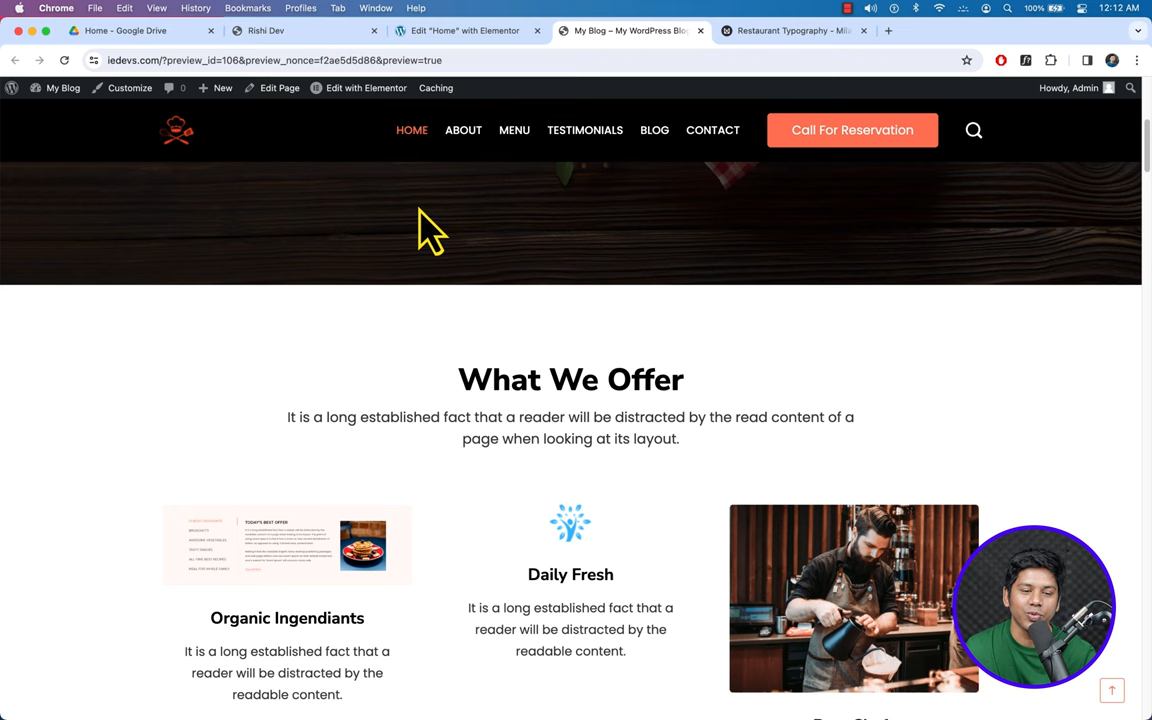 Chrome File Edit View History Bookmarks Profiles Tab Window Help 100% 12:12 AM
Home - Google Drive Rishi Dev Edit "Home" with Elementor My Blog – My WordPress Blog Restaurant Typography - Mila
iedevs.com/?preview_id=106&preview_nonce=f2ae5d5d86&preview=true
My Blog Customize 0 New Edit Page Edit with Elementor Caching Howdy, Admin
HOME ABOUT MENU TESTIMONIALS BLOG CONTACT Call For Reservation
What We Offer
It is a long established fact that a reader will be distracted by the read content of a
page when looking at its layout.
TODAY'S BEST OFFER
Organic Ingendiants
It is a long established fact that a
reader will be distracted by the
readable content.
Daily Fresh
It is a long established fact that a
reader will be distracted by the
readable content.